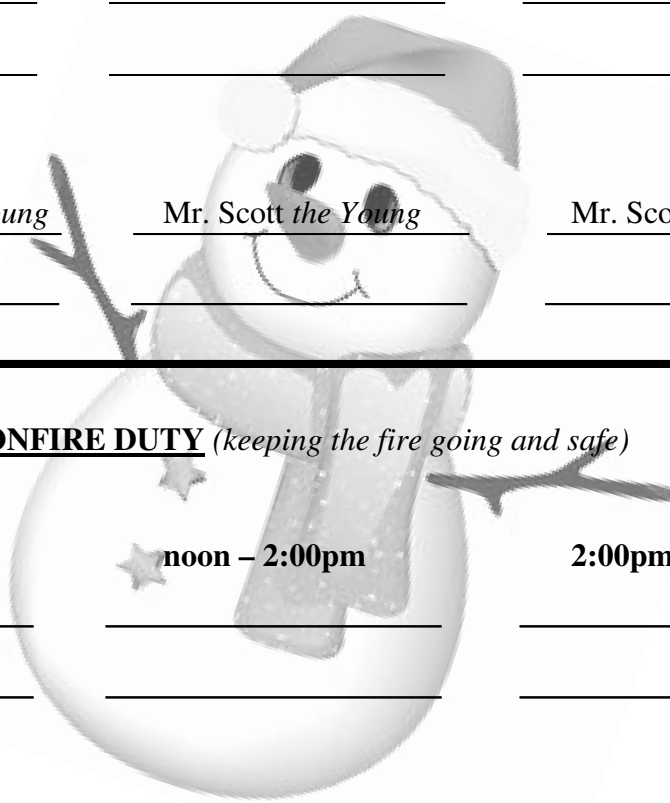 oung Mr. Scott the Young Mr. Sco
ONFIRE DUTY (keeping the fire going and safe)
noon – 2:00pm 2:00pm